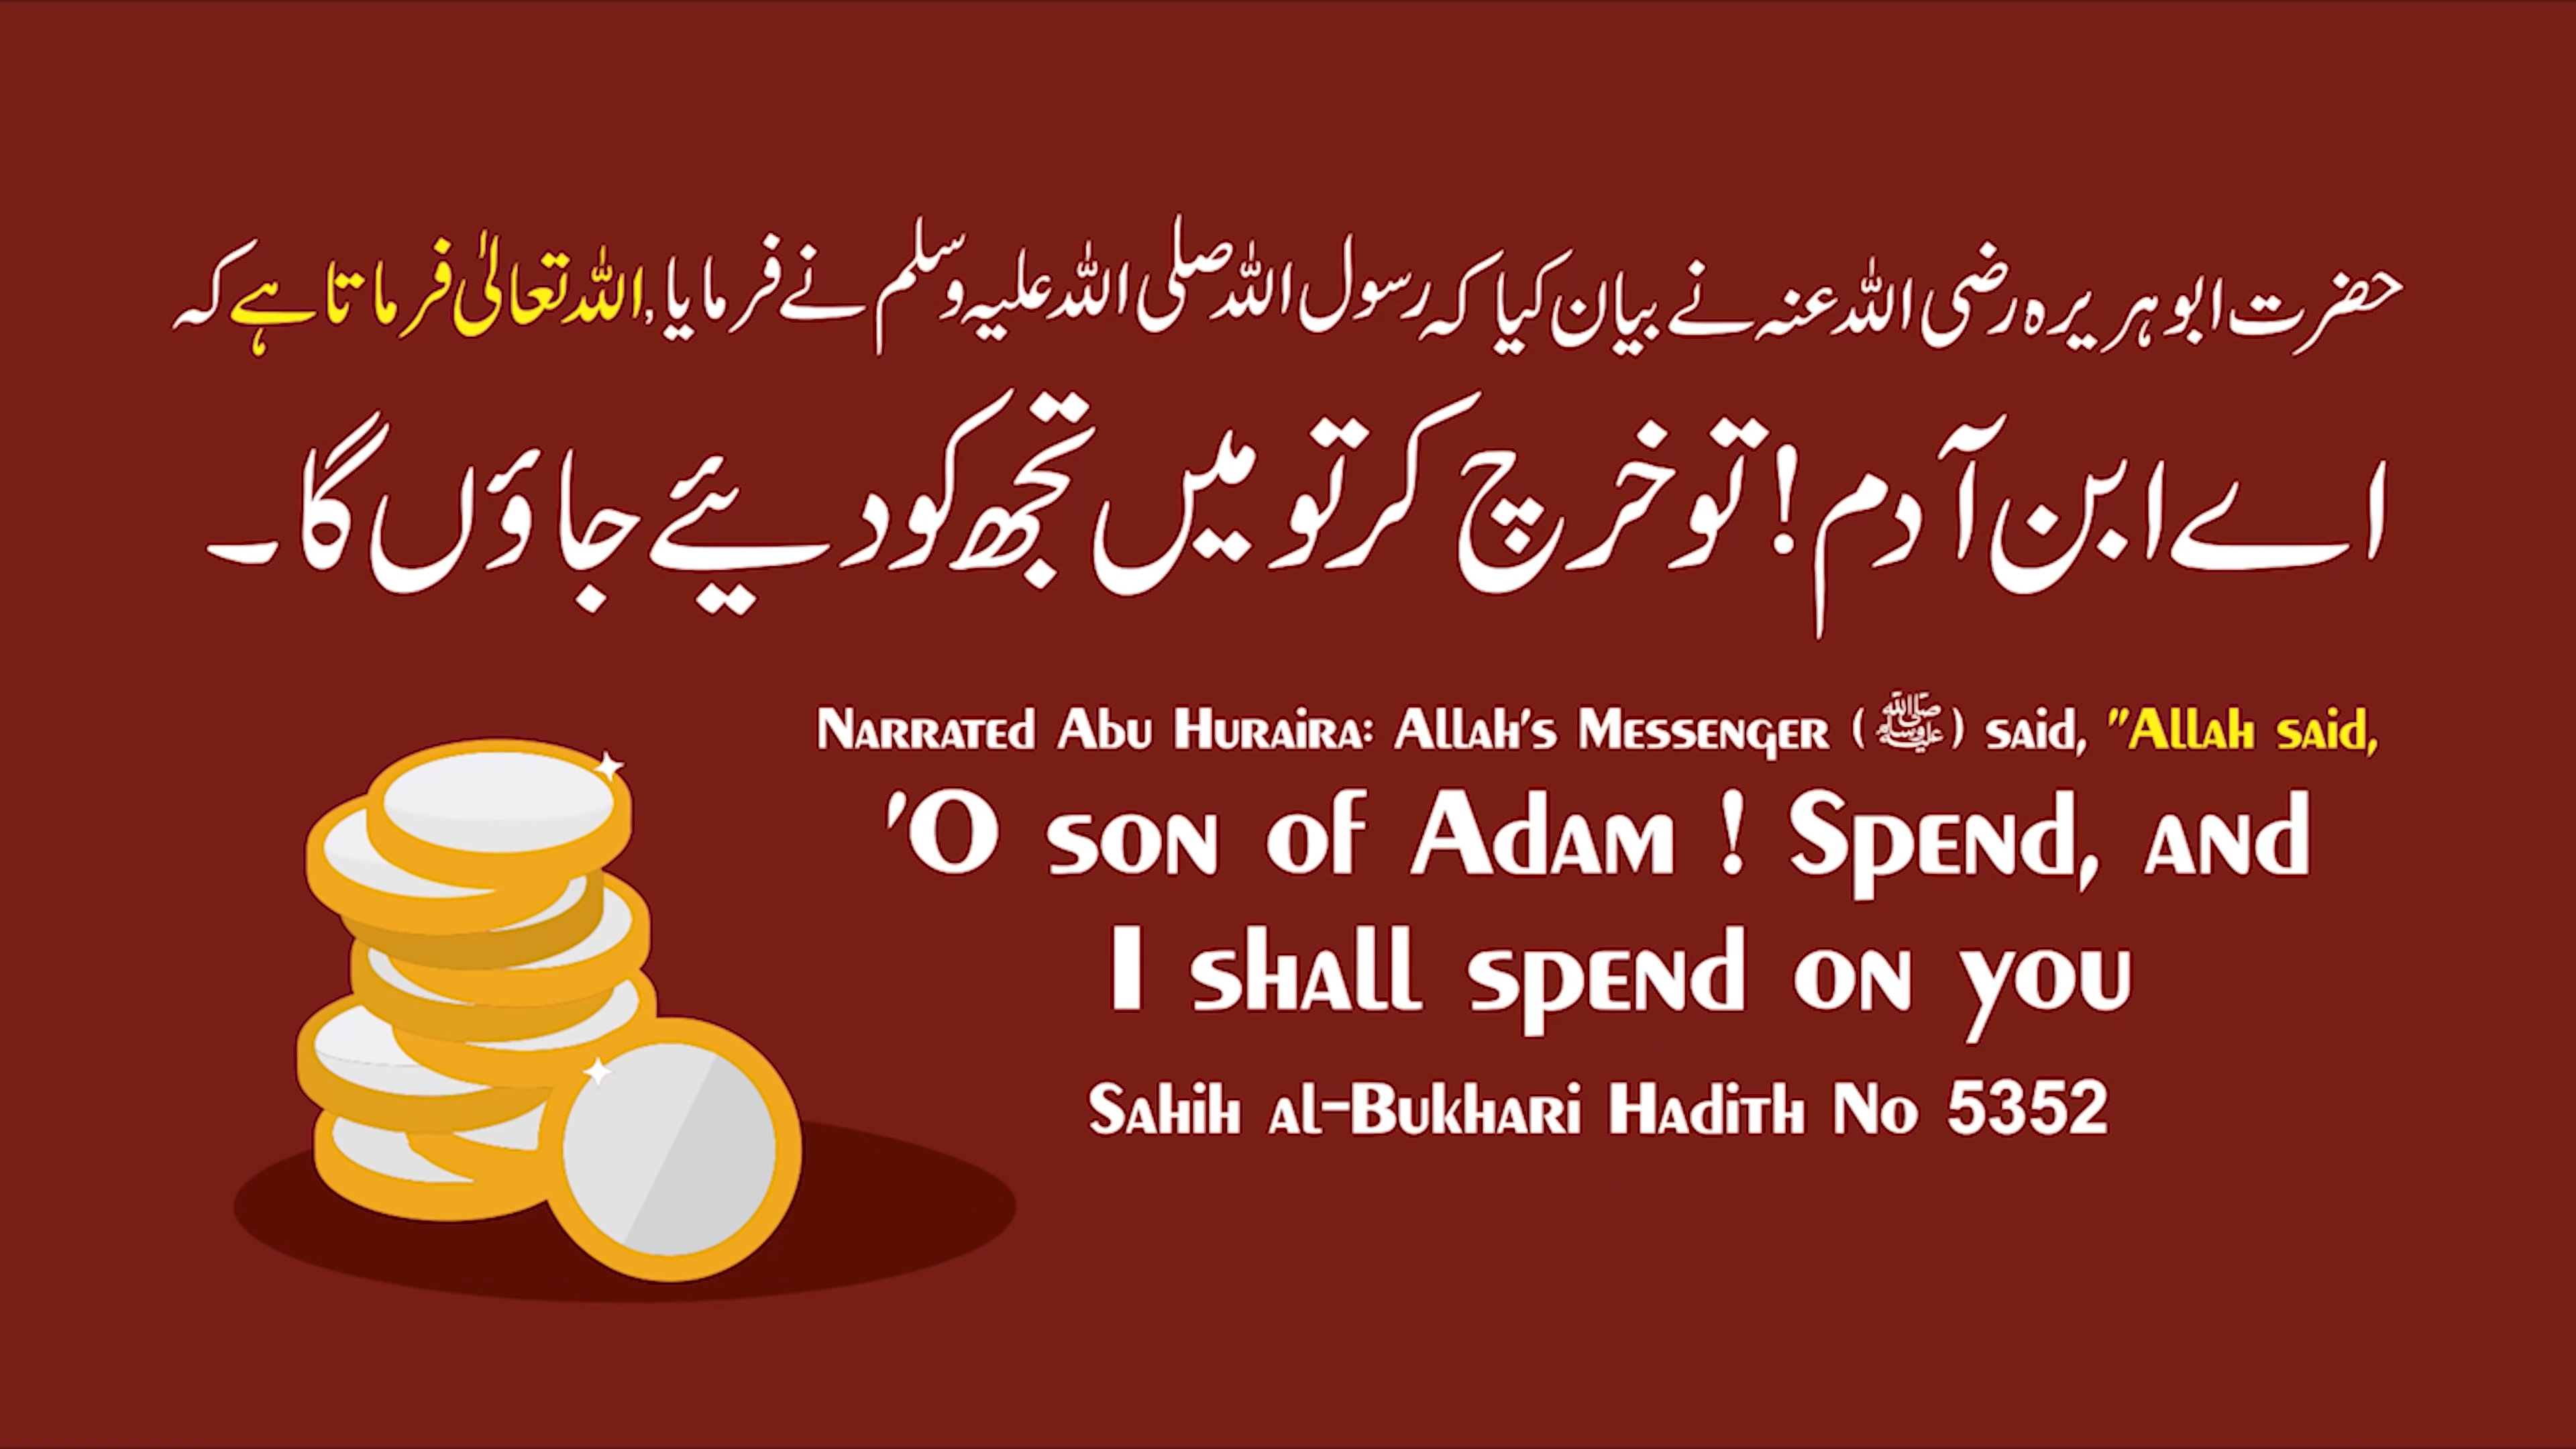 حضرت ابو ہریرہ رضی اللہ عنہ نے بیان کیا کہ رسول اللہ صلی اللہ علیہ وسلم نے فرمایا, اللہ تعالیٰ فرماتا ہے کہ
اے ابن آدم! تو خرچ کر تو میں تجھ کو دیئے جاؤں گا۔
Narrated Abu Huraira: Allah's Messenger (ﷺ) said, "Allah said,
'O son of Adam ! Spend, and
I shall spend on you
Sahih al-Bukhari Hadith No 5352